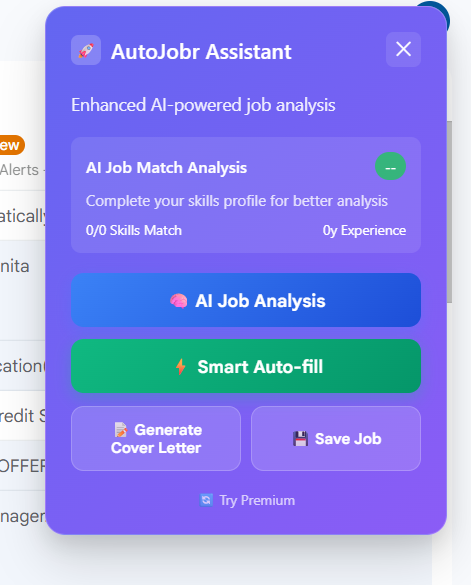 AutoJobr Assistant
Enhanced AI-powered job analysis
ew
Alerts -
AI Job Match Analysis
--
Complete your skills profile for better analysis
atically
0/0 Skills Match
0y Experience
nita
AI Job Analysis
Smart Auto-fill
cation
redit S
Generate
Cover Letter
Save Job
OFFER
Try Premium
nager